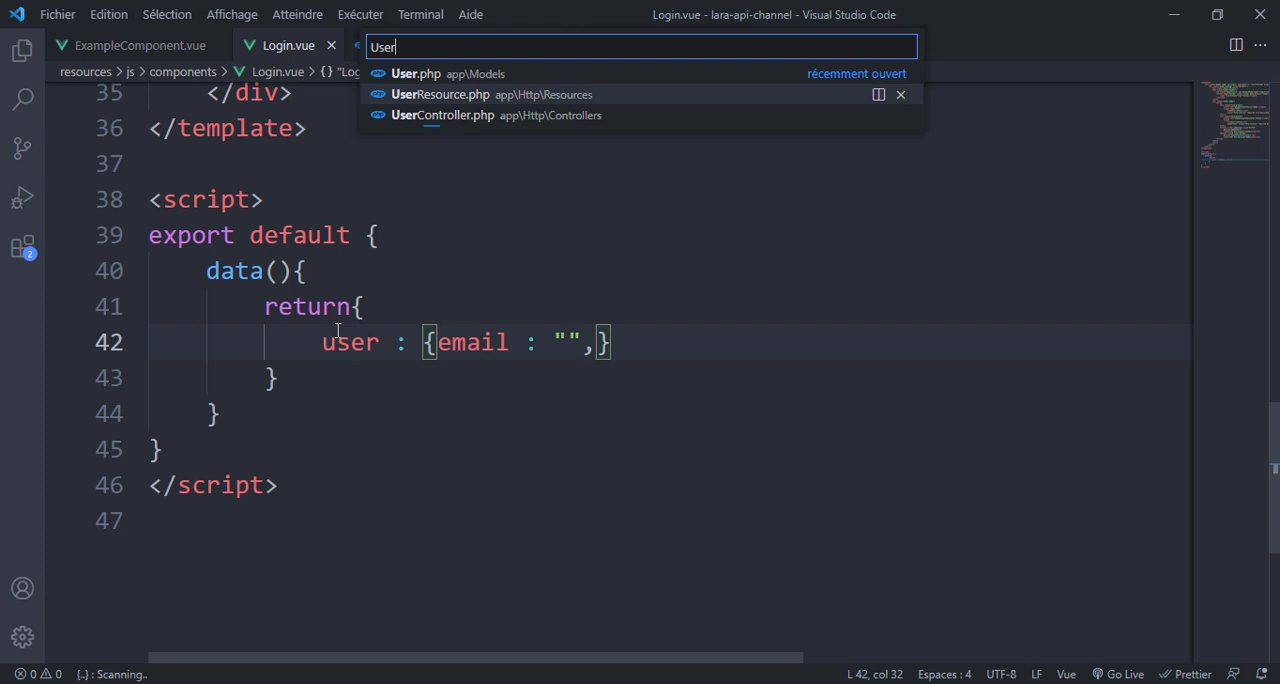 Fichier Edition Sélection Affichage Atteindre Exécuter Terminal Aide Login.vue - lara-api-channel - Visual Studio Code
ExampleComponent.vue Login.vue
User
resources > js > components > Login.vue > {} "Log
User.php app\Models récemment ouvert
UserResource.php app\Http\Resources
UserController.php app\Http\Controllers
35 </div>
36 </template>
37
38 <script>
39 export default {
40 data(){
41 return{
42 user : {email : "",}
43 }
44 }
45 }
46 </script>
47
2
0 0 {..} : Scanning.. L 42, col 32 Espaces : 4 UTF-8 LF Vue Go Live Prettier